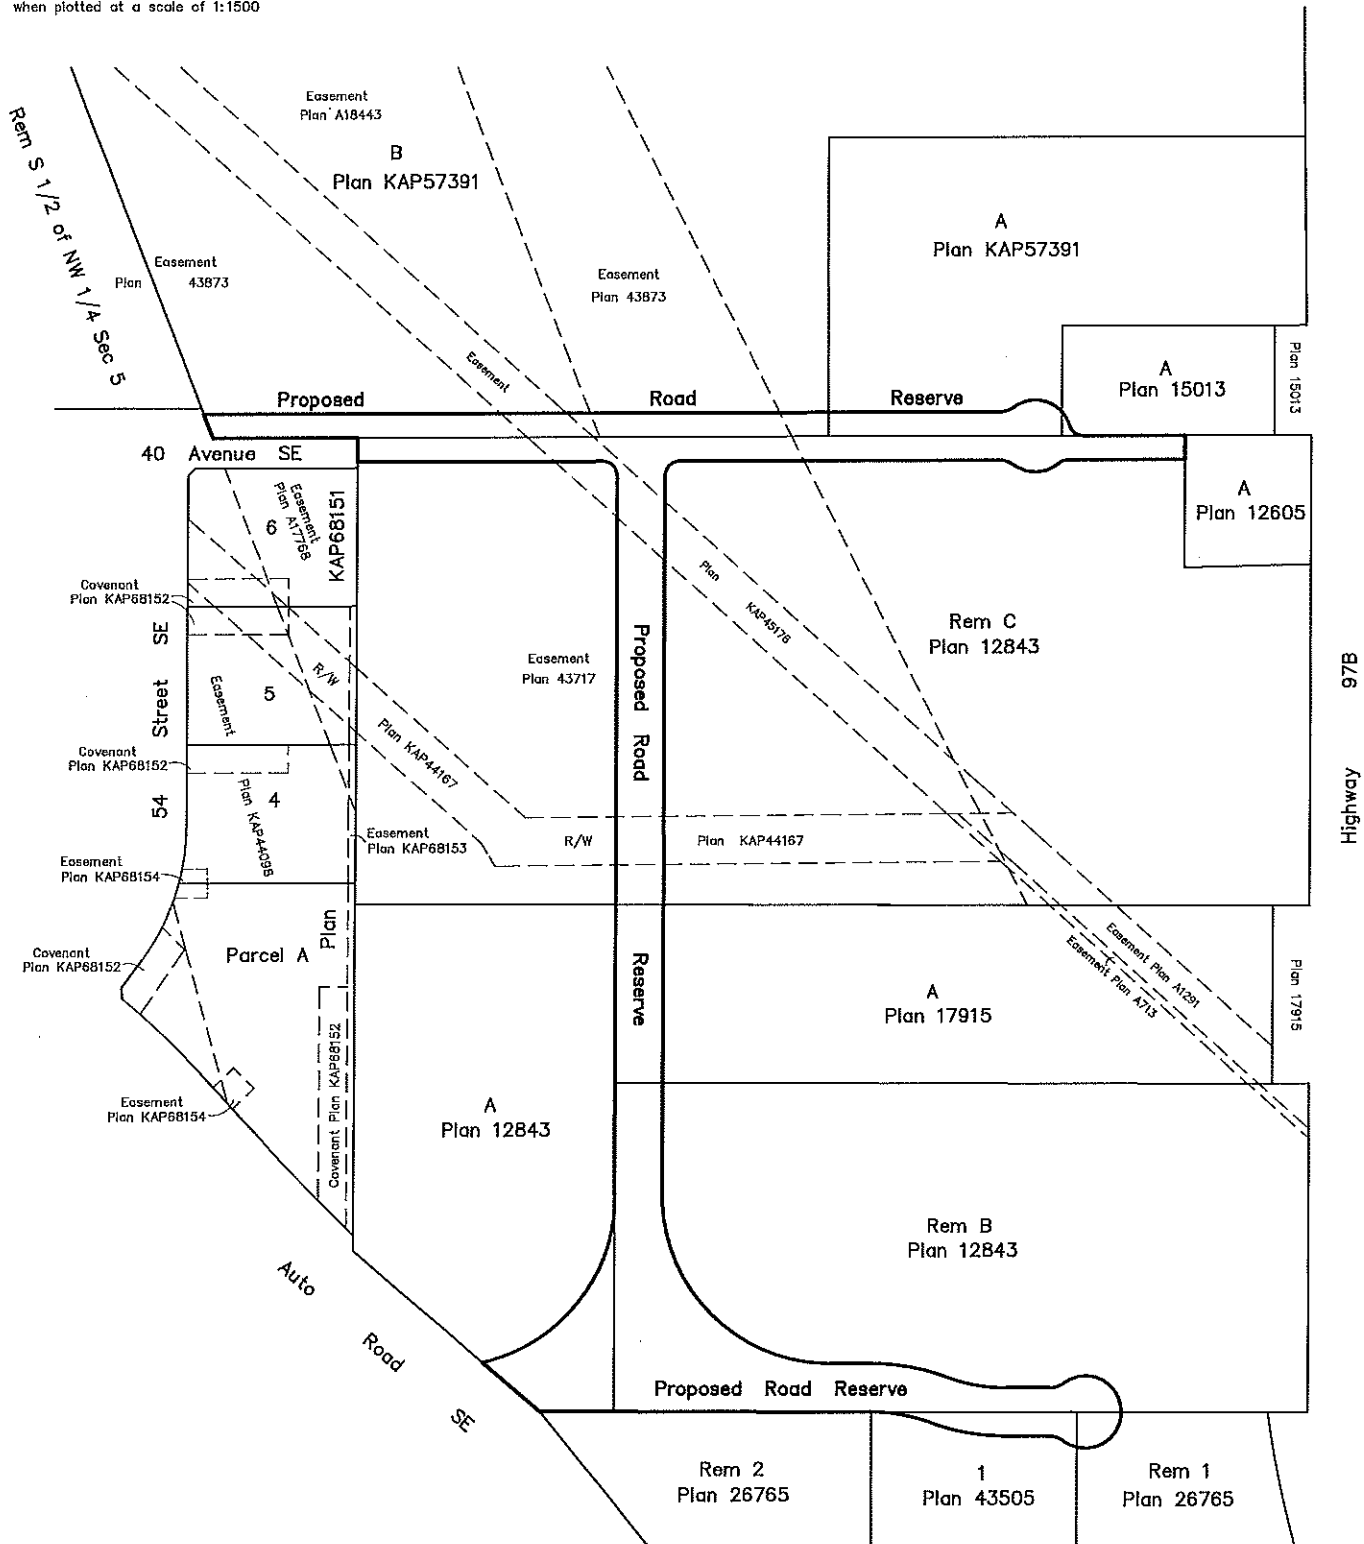 when plotted at a scale of 1:1500
Easement
Plan A18443
B
Plan KAP57391
Rem S 1/2 of NW 1/4 Sec 5
A
Plan KAP57391
Easement
Plan 43873
Easement
Plan 43873
Easement
A
Plan 15013
Plan 15013
Proposed Road Reserve
40 Avenue SE
Easement
Plan A17768
6
KAP68151
A
Plan 12605
Covenant
Plan KAP68152
Plan KAP45178
Rem C
Plan 12843
54 Street SE
R/W
Easement
5
Easement
Plan 43717
Proposed Road
Highway 97B
Plan KAP44167
Covenant
Plan KAP68152
4
Plan KAP44098
Easement
Plan KAP68153
R/W
Plan KAP44167
Easement
Plan KAP68154
Parcel A
Plan
Reserve
Covenant
Plan KAP68152
A
Plan 17915
Easement Plan A1291
Easement Plan A713
Plan 17915
Covenant Plan KAP68152
Easement
Plan KAP68154
A
Plan 12843
Rem B
Plan 12843
Auto Road SE
Proposed Road Reserve
Rem 2
Plan 26765
1
Plan 43505
Rem 1
Plan 26765